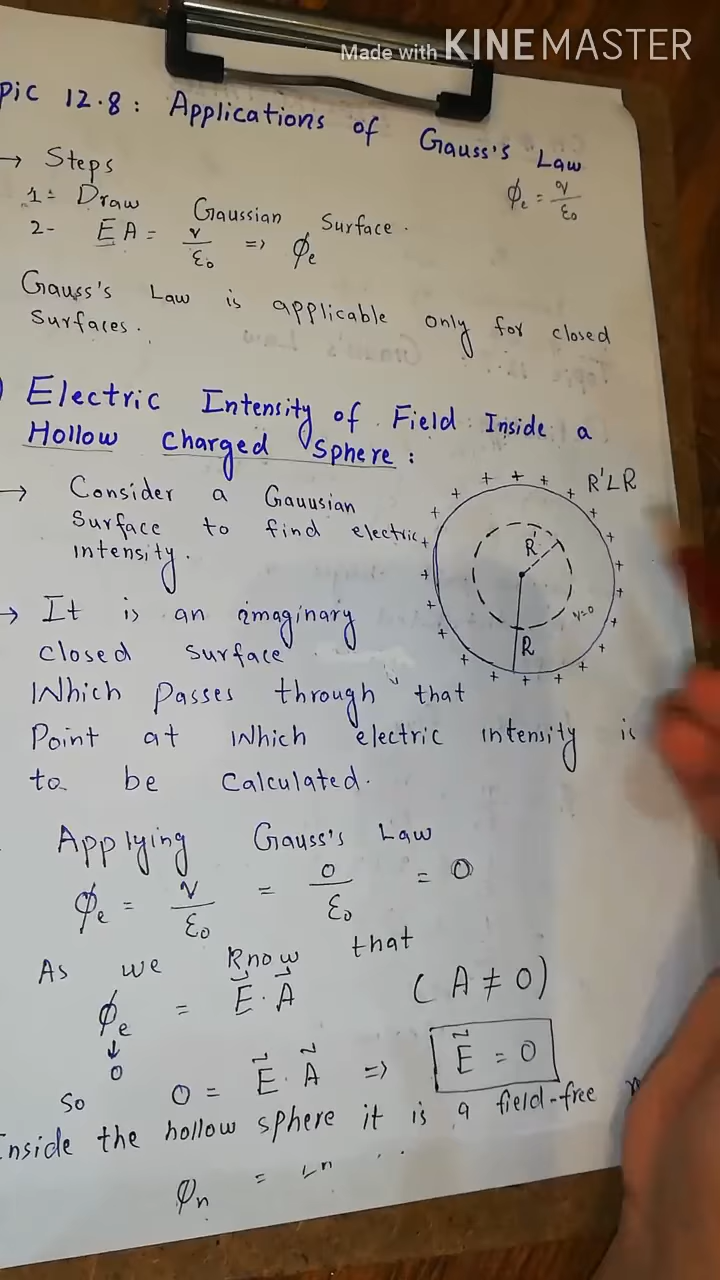 Made with KINEMASTER
pic 12.8: Applications of Gauss's Law
→ Steps
ϕe = q/ε₀
1- Draw Gaussian Surface.
2- EA = q/ε₀ => ϕe
Gauss's Law is applicable only for closed
Surfaces.
) Electric Intensity of Field Inside a
Hollow Charged Sphere:
→ Consider a Gauusian
Surface to find electric
intensity.
+ + + + + + + + + + + + + + + + + + + + +
R'<R
R'
q=0
R
→ It is an imaginary
closed surface
Which passes through that
Point at which electric intensity is
to be calculated.
Applying Gauss's Law
ϕe = q/ε₀ = 0/ε₀ = 0
As we know that
ϕe = E⃗ . A⃗ (A ≠ 0)
↓
0
So 0 = E⃗ . A⃗ => E⃗ = 0
Inside the hollow sphere it is a field-free